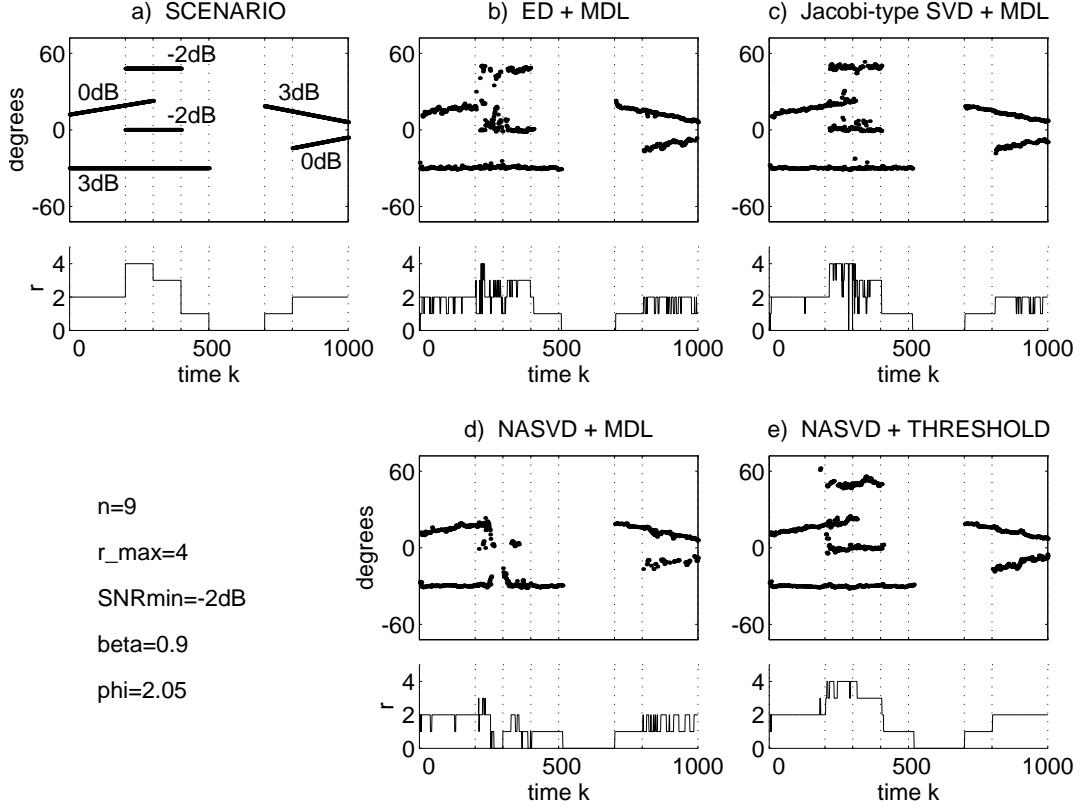 a) SCENARIO
b) ED + MDL
c) Jacobi-type SVD + MDL
degrees
60
0
-60
0dB
-2dB
-2dB
3dB
3dB
0dB
60
0
-60
60
0
-60
r
4
2
0
0 500 1000
time k
4
2
0
0 500 1000
time k
4
2
0
0 500 1000
time k
n=9
r_max=4
SNRmin=-2dB
beta=0.9
phi=2.05
d) NASVD + MDL
e) NASVD + THRESHOLD
degrees
60
0
-60
60
0
-60
r
4
2
0
0 500 1000
time k
4
2
0
0 500 1000
time k